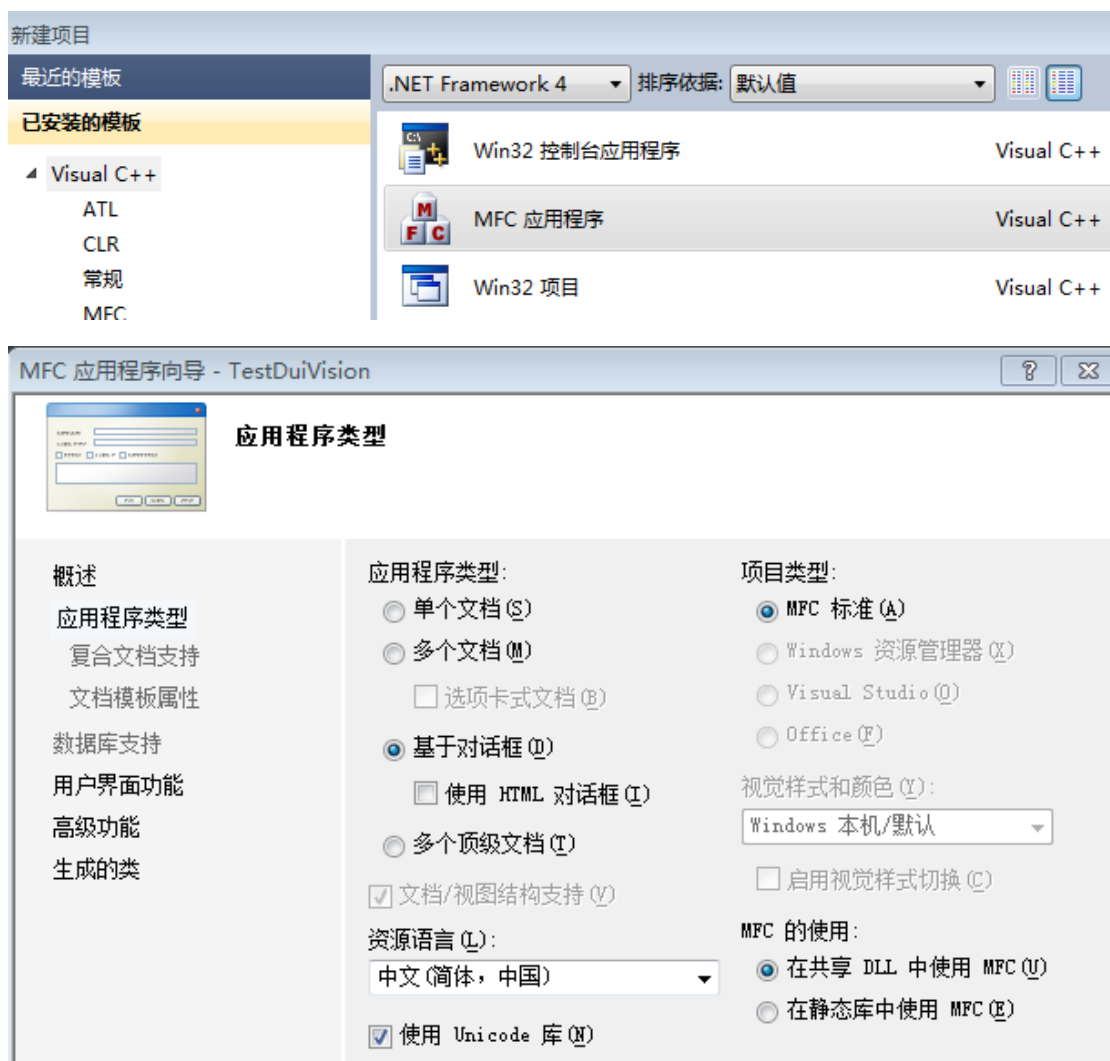 新建项目
最近的模板
.NET Framework 4 排序依据: 默认值
已安装的模板
Visual C++
ATL
CLR
常规
MFC
Win32 控制台应用程序 Visual C++
MFC 应用程序 Visual C++
Win32 项目 Visual C++
MFC 应用程序向导 - TestDuiVision
应用程序类型
概述
应用程序类型
复合文档支持
文档模板属性
数据库支持
用户界面功能
高级功能
生成的类
应用程序类型:
单个文档(S)
多个文档(M)
选项卡式文档(B)
基于对话框(D)
使用 HTML 对话框(I)
多个顶级文档(T)
文档/视图结构支持(V)
资源语言(L):
中文(简体，中国)
使用 Unicode 库(N)
项目类型:
MFC 标准(A)
Windows 资源管理器(X)
Visual Studio(O)
Office(F)
视觉样式和颜色(Y):
Windows 本机/默认
启用视觉样式切换(C)
MFC 的使用:
在共享 DLL 中使用 MFC(U)
在静态库中使用 MFC(E)